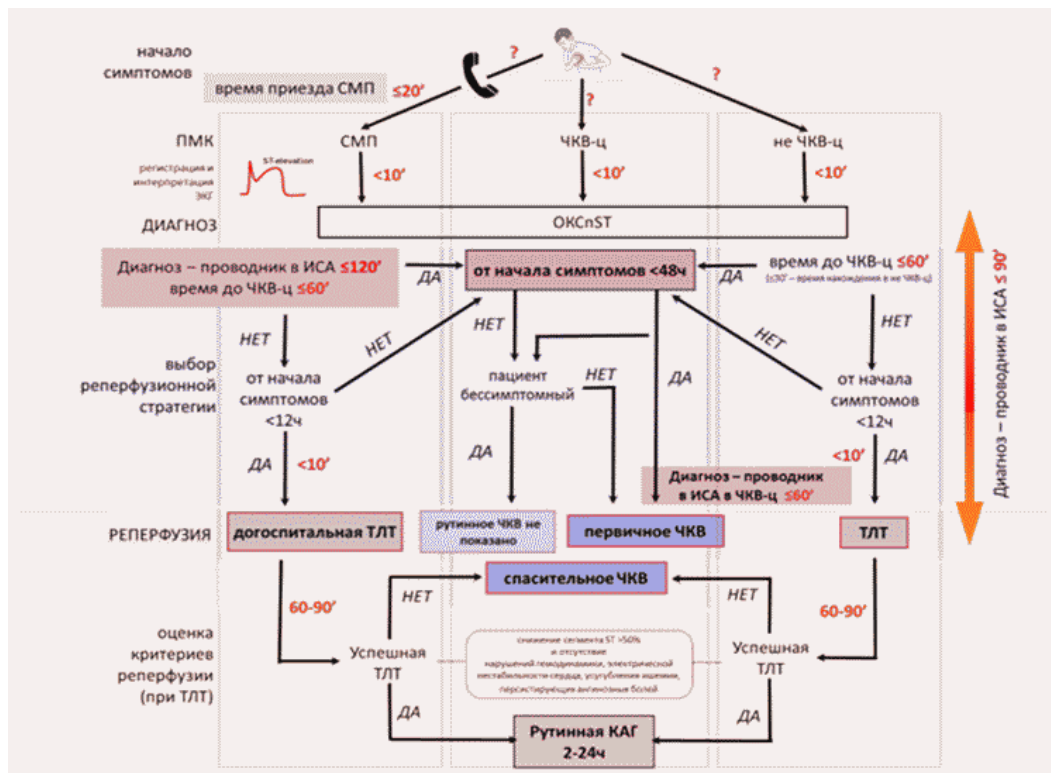 начало
симптомов
?
?
?
время приезда СМП ≤20'
ПМК
СМП
ЧКВ-ц
не ЧКВ-ц
регистрация и
интерпретация
ЭКГ
ST-elevation
<10'
<10'
<10'
ДИАГНОЗ
ОКСпST
Диагноз – проводник в ИСА ≤120'
время до ЧКВ-ц ≤60'
ДА
от начала симптомов <48ч
ДА
время до ЧКВ-ц ≤60'
(≤30' – время нахождения в не ЧКВ-ц)
Диагноз – проводник в ИСА ≤ 90'
НЕТ
НЕТ
НЕТ
НЕТ
НЕТ
выбор
реперфузионной
стратегии
от начала
симптомов
<12ч
пациент
бессимптомный
НЕТ
ДА
от начала
симптомов
<12ч
ДА
<10'
ДА
Диагноз – проводник
в ИСА в ЧКВ-ц ≤60'
<10'
ДА
РЕПЕРФУЗИЯ
догоспитальная ТЛТ
рутинное ЧКВ не
показано
первичное ЧКВ
ТЛТ
спасительное ЧКВ
60-90'
НЕТ
НЕТ
60-90'
оценка
критериев
реперфузии
(при ТЛТ)
Успешная
ТЛТ
снижение сегмента ST >50%
и отсутствие
нарушений гемодинамики, электрической
нестабильности сердца, усугубления ишемии,
персистирующих ангинозных болей
Успешная
ТЛТ
ДА
ДА
Рутинная КАГ
2-24ч